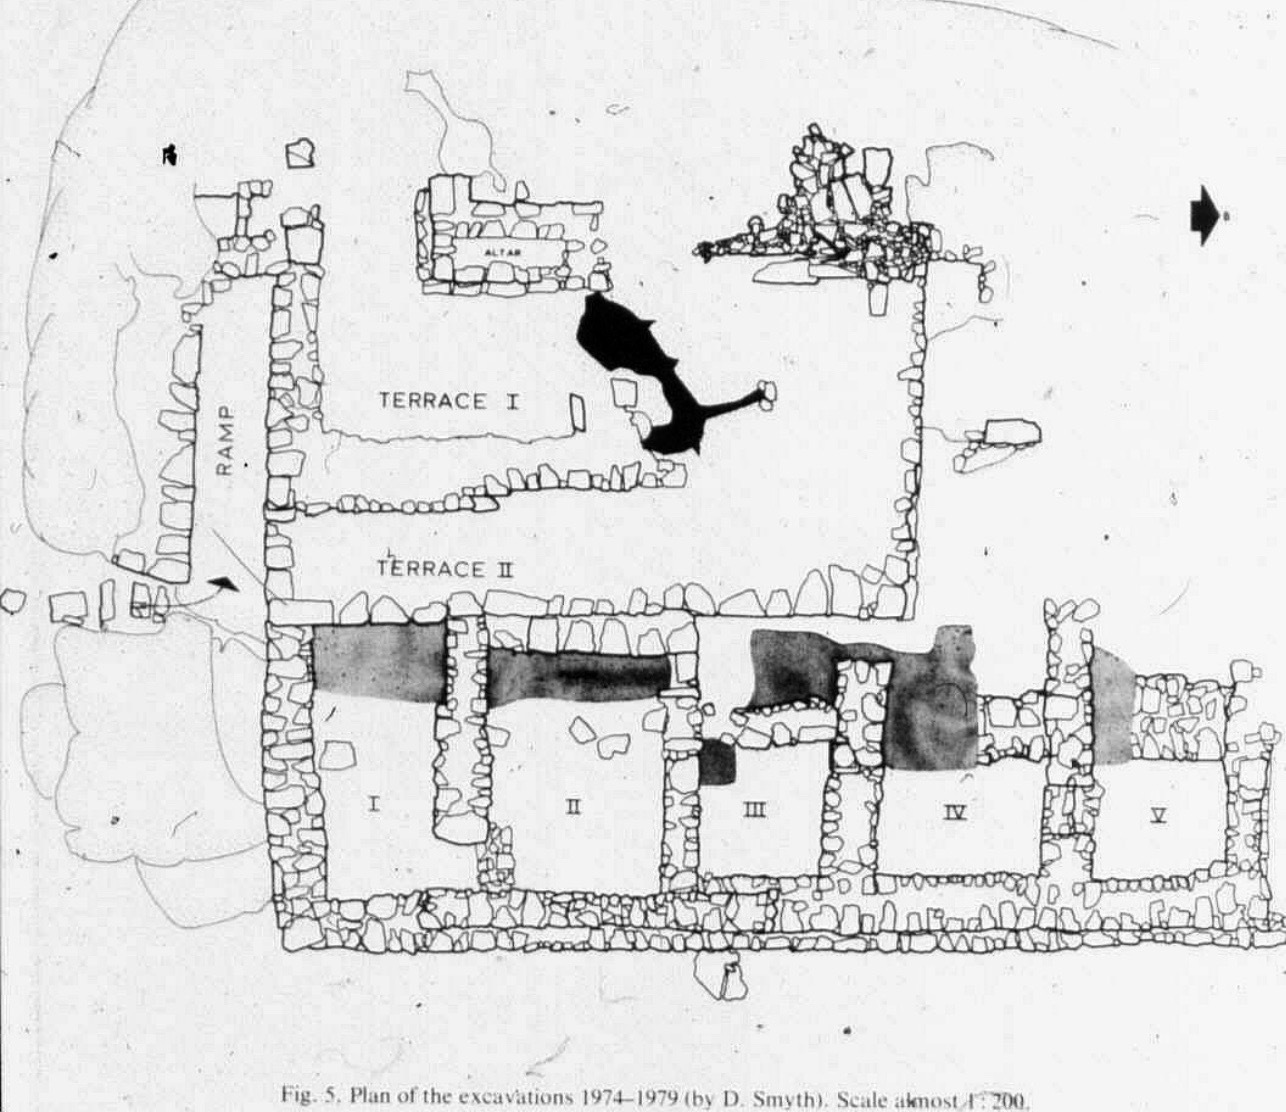 ALTAR
TERRACE I
RAMP
TERRACE II
I
II
III
IV
V
Fig. 5. Plan of the excavations 1974–1979 (by D. Smyth). Scale almost 1 : 200.